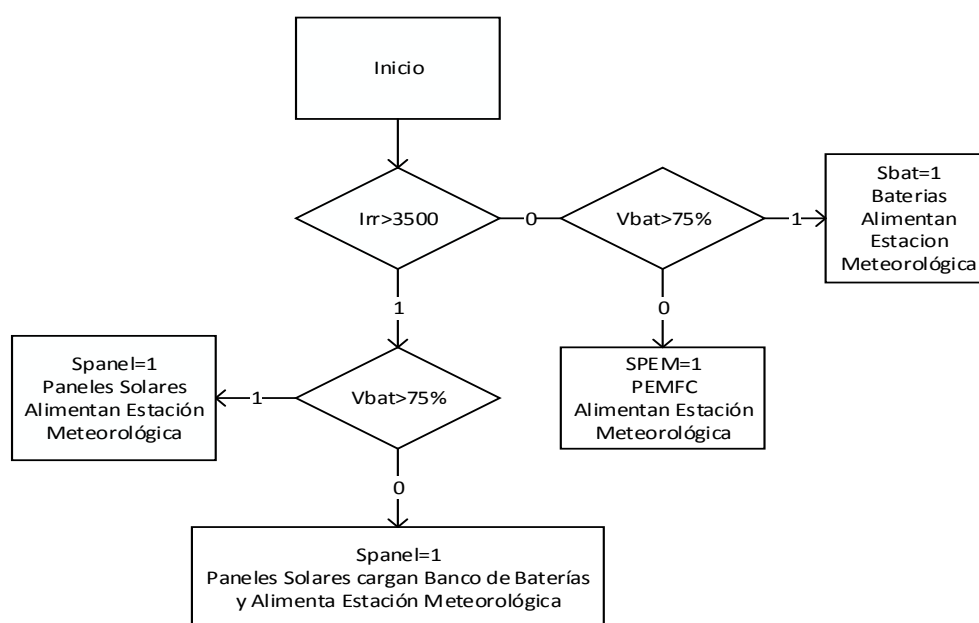 Inicio
Irr>3500
0
Vbat>75%
1
Sbat=1
Baterias
Alimentan
Estacion
Meteorológica
1
0
Spanel=1
Paneles Solares
Alimentan Estación
Meteorológica
1
Vbat>75%
SPEM=1
PEMFC
Alimentan Estación
Meteorológica
0
Spanel=1
Paneles Solares cargan Banco de Baterías
y Alimenta Estación Meteorológica